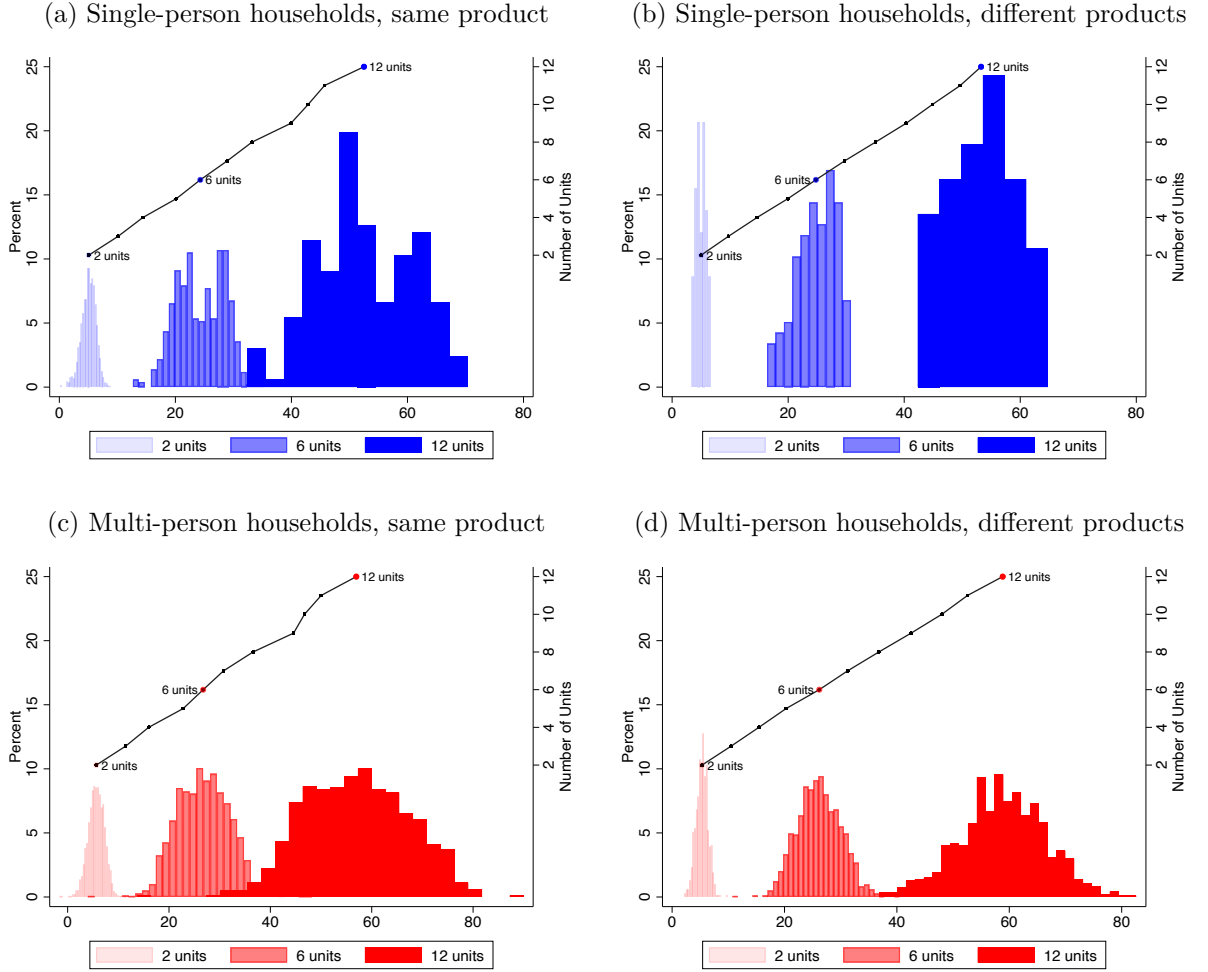 (a) Single-person households, same product
25
20
15
10
5
0
Percent
12 units
6 units
2 units
12
10
8
6
4
2
Number of Units
0 20 40 60 80
2 units 6 units 12 units
(b) Single-person households, different products
25
20
15
10
5
0
Percent
12 units
6 units
2 units
12
10
8
6
4
2
Number of Units
0 20 40 60 80
2 units 6 units 12 units
(c) Multi-person households, same product
25
20
15
10
5
0
Percent
12 units
6 units
2 units
12
10
8
6
4
2
Number of Units
0 20 40 60 80
2 units 6 units 12 units
(d) Multi-person households, different products
25
20
15
10
5
0
Percent
12 units
6 units
2 units
12
10
8
6
4
2
Number of Units
0 20 40 60 80
2 units 6 units 12 units